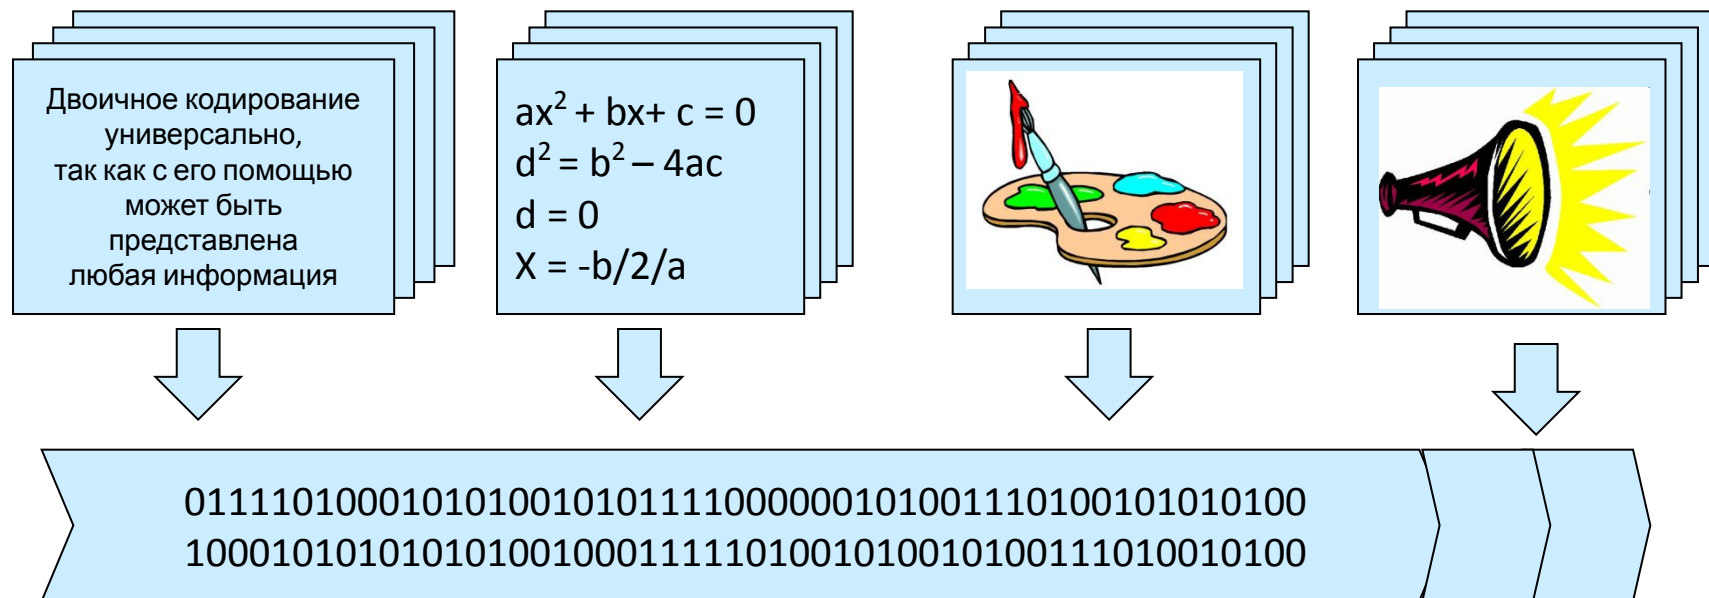 Двоичное кодирование
универсально,
так как с его помощью
может быть
представлена
любая информация
ax² + bx+ c = 0
d² = b² – 4ac
d = 0
X = -b/2/a
0111101000101010010101111000000101001110100101010100
1000101010101010010001111101001010010100111010010100